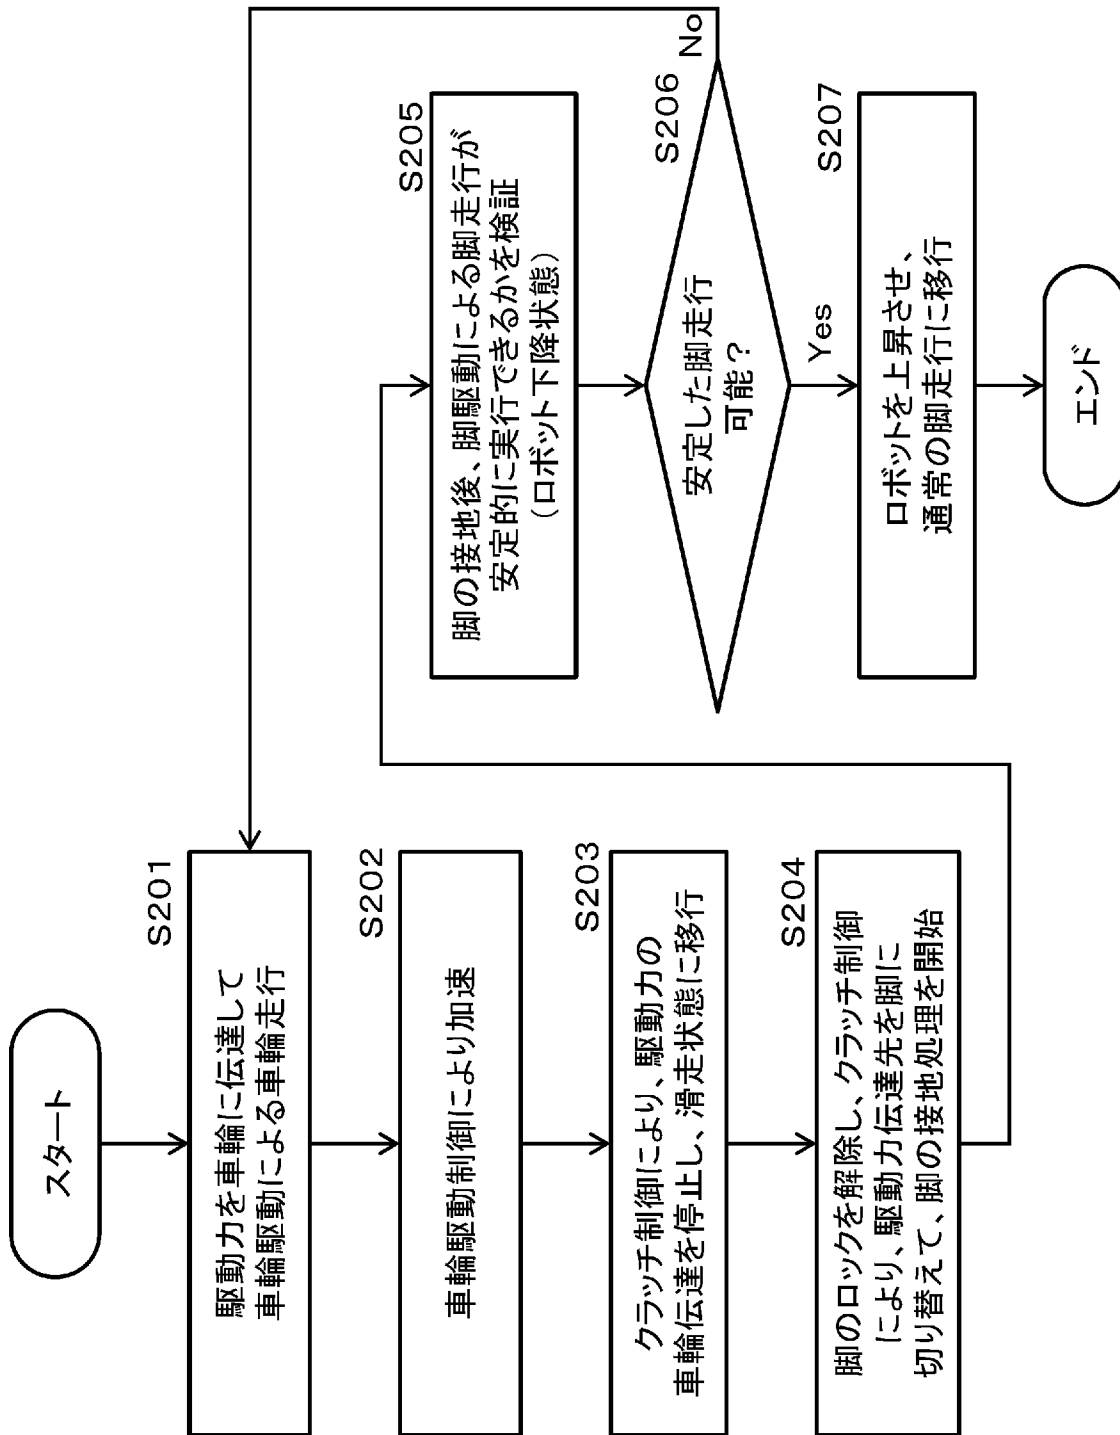 スタート
S201
駆動力を車輪に伝達して
車輪駆動による車輪走行
S202
車輪駆動制御により加速
S203
クラッチ制御により、駆動力の
車輪伝達を停止し、滑走状態に移行
S204
脚のロックを解除し、クラッチ制御
により、駆動力伝達先を脚に
切り替えて、脚の接地処理を開始
S205
脚の接地後、脚駆動による脚走行が
安定的に実行できるかを検証
(ロボット下降状態)
S206
安定した脚走行
可能?
No
Yes
S207
ロボットを上昇させ、
通常の脚走行に移行
エンド